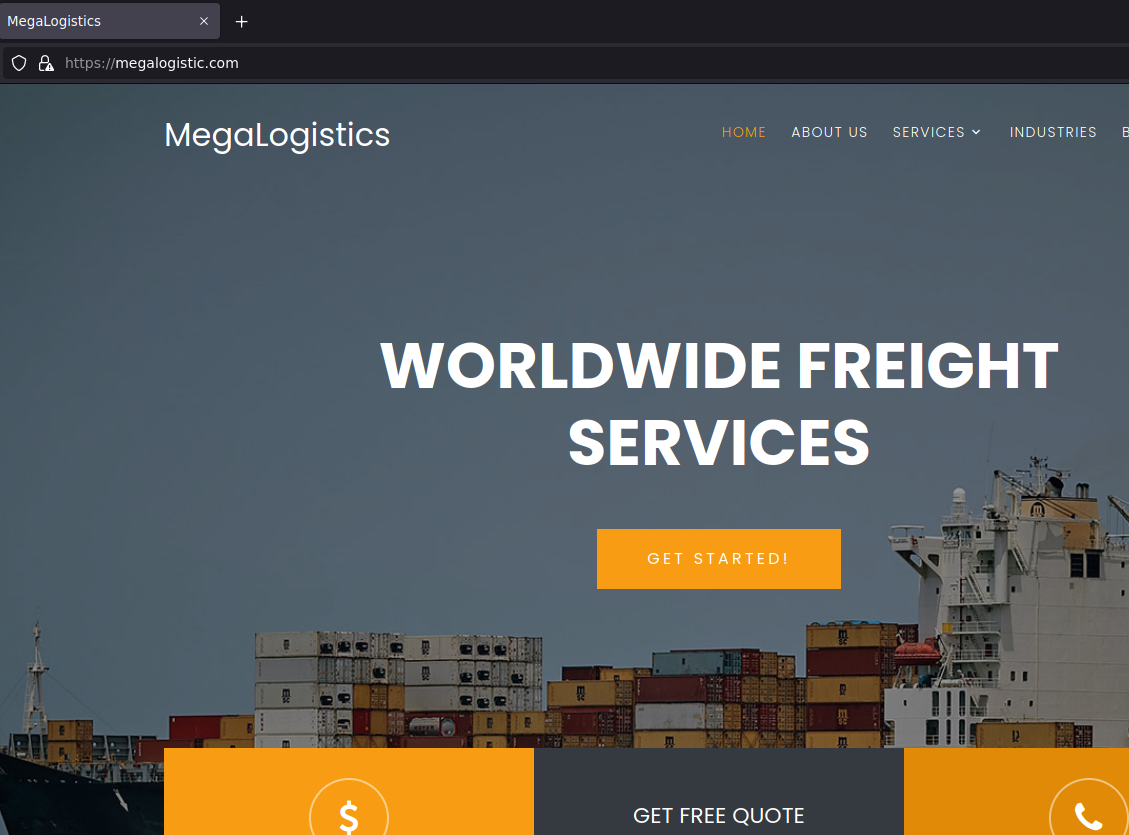 MegaLogistics
https://megalogistic.com
MegaLogistics
HOME ABOUT US SERVICES INDUSTRIES B
WORLDWIDE FREIGHT
SERVICES
GET STARTED!
$
GET FREE QUOTE